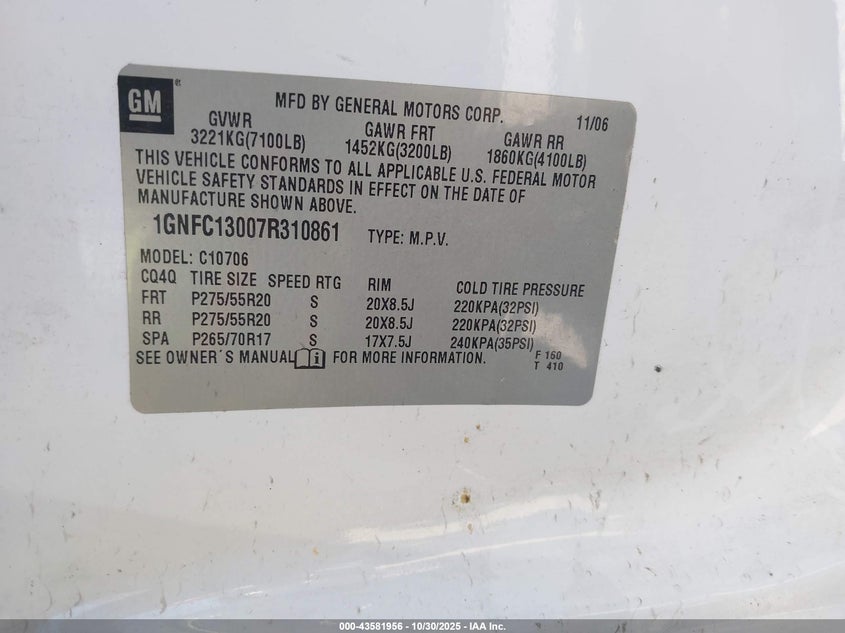 GM
MFD BY GENERAL MOTORS CORP. 11/06
GVWR GAWR FRT GAWR RR
3221KG(7100LB) 1452KG(3200LB) 1860KG(4100LB)
THIS VEHICLE CONFORMS TO ALL APPLICABLE U.S. FEDERAL MOTOR
VEHICLE SAFETY STANDARDS IN EFFECT ON THE DATE OF
MANUFACTURE SHOWN ABOVE.
1GNFC13007R310861 TYPE: M.P.V.
MODEL: C10706
CQ4Q TIRE SIZE SPEED RTG RIM COLD TIRE PRESSURE
FRT P275/55R20 S 20X8.5J 220KPA(32PSI)
RR P275/55R20 S 20X8.5J 220KPA(32PSI)
SPA P265/70R17 S 17X7.5J 240KPA(35PSI)
SEE OWNER'S MANUAL FOR MORE INFORMATION.
F 160
T 410
000-43581956 - 10/30/2025 - IAA Inc.